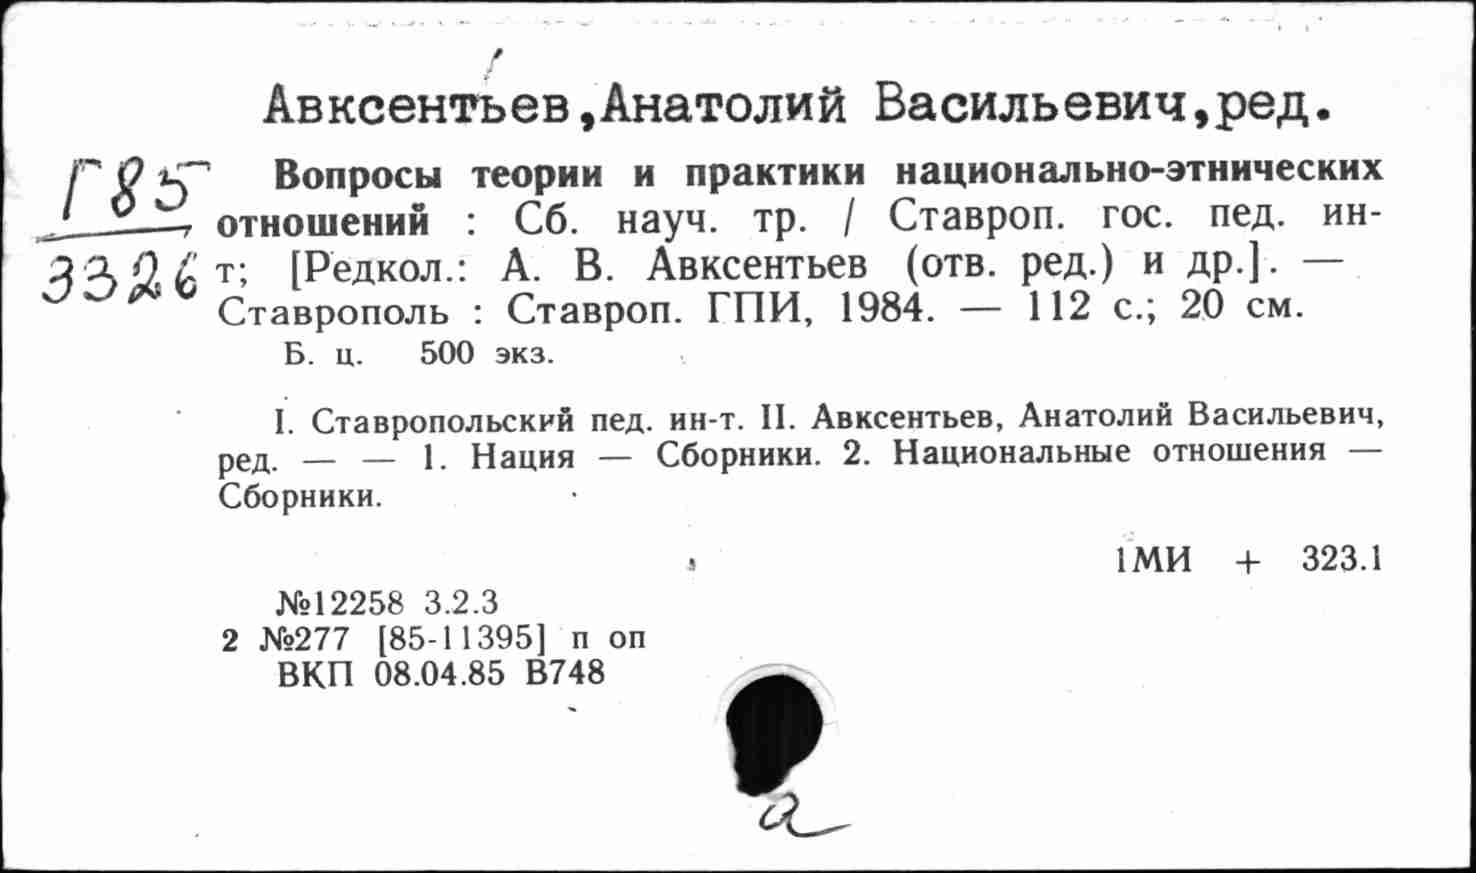 Авксентьев,Анатолий Васильевич,ред.
Г85
3326
Вопросы теории и практики национально-этнических
отношений : Сб. науч. тр. / Ставроп. гос. пед. ин-
т; [Редкол.: А. В. Авксентьев (отв. ред.) и др.]. —
Ставрополь : Ставроп. ГПИ, 1984. — 112 с.; 20 см.
Б. ц. 500 экз.
I. Ставропольский пед. ин-т. II. Авксентьев, Анатолий Васильевич,
ред. — — 1. Нация — Сборники. 2. Национальные отношения —
Сборники.
1МИ + 323.1
№12258 3.2.3
2 №277 [85-11395] п оп
ВКП 08.04.85 В748
а